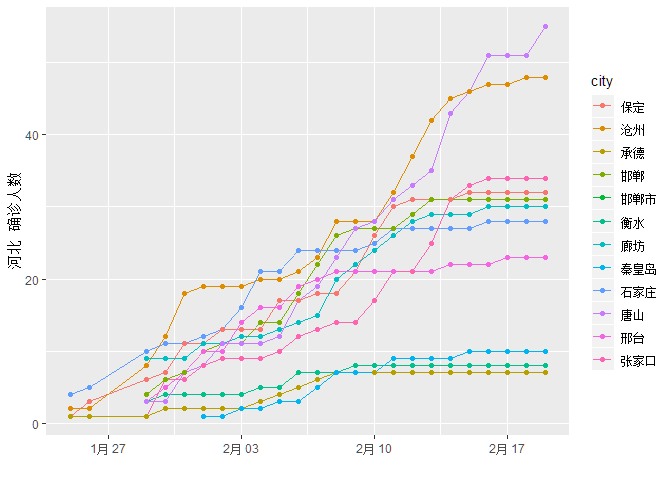 河北 确诊人数
40
20
0
1月 27
2月 03
2月 10
2月 17
city
保定
沧州
承德
邯郸
邯郸市
衡水
廊坊
秦皇岛
石家庄
唐山
邢台
张家口